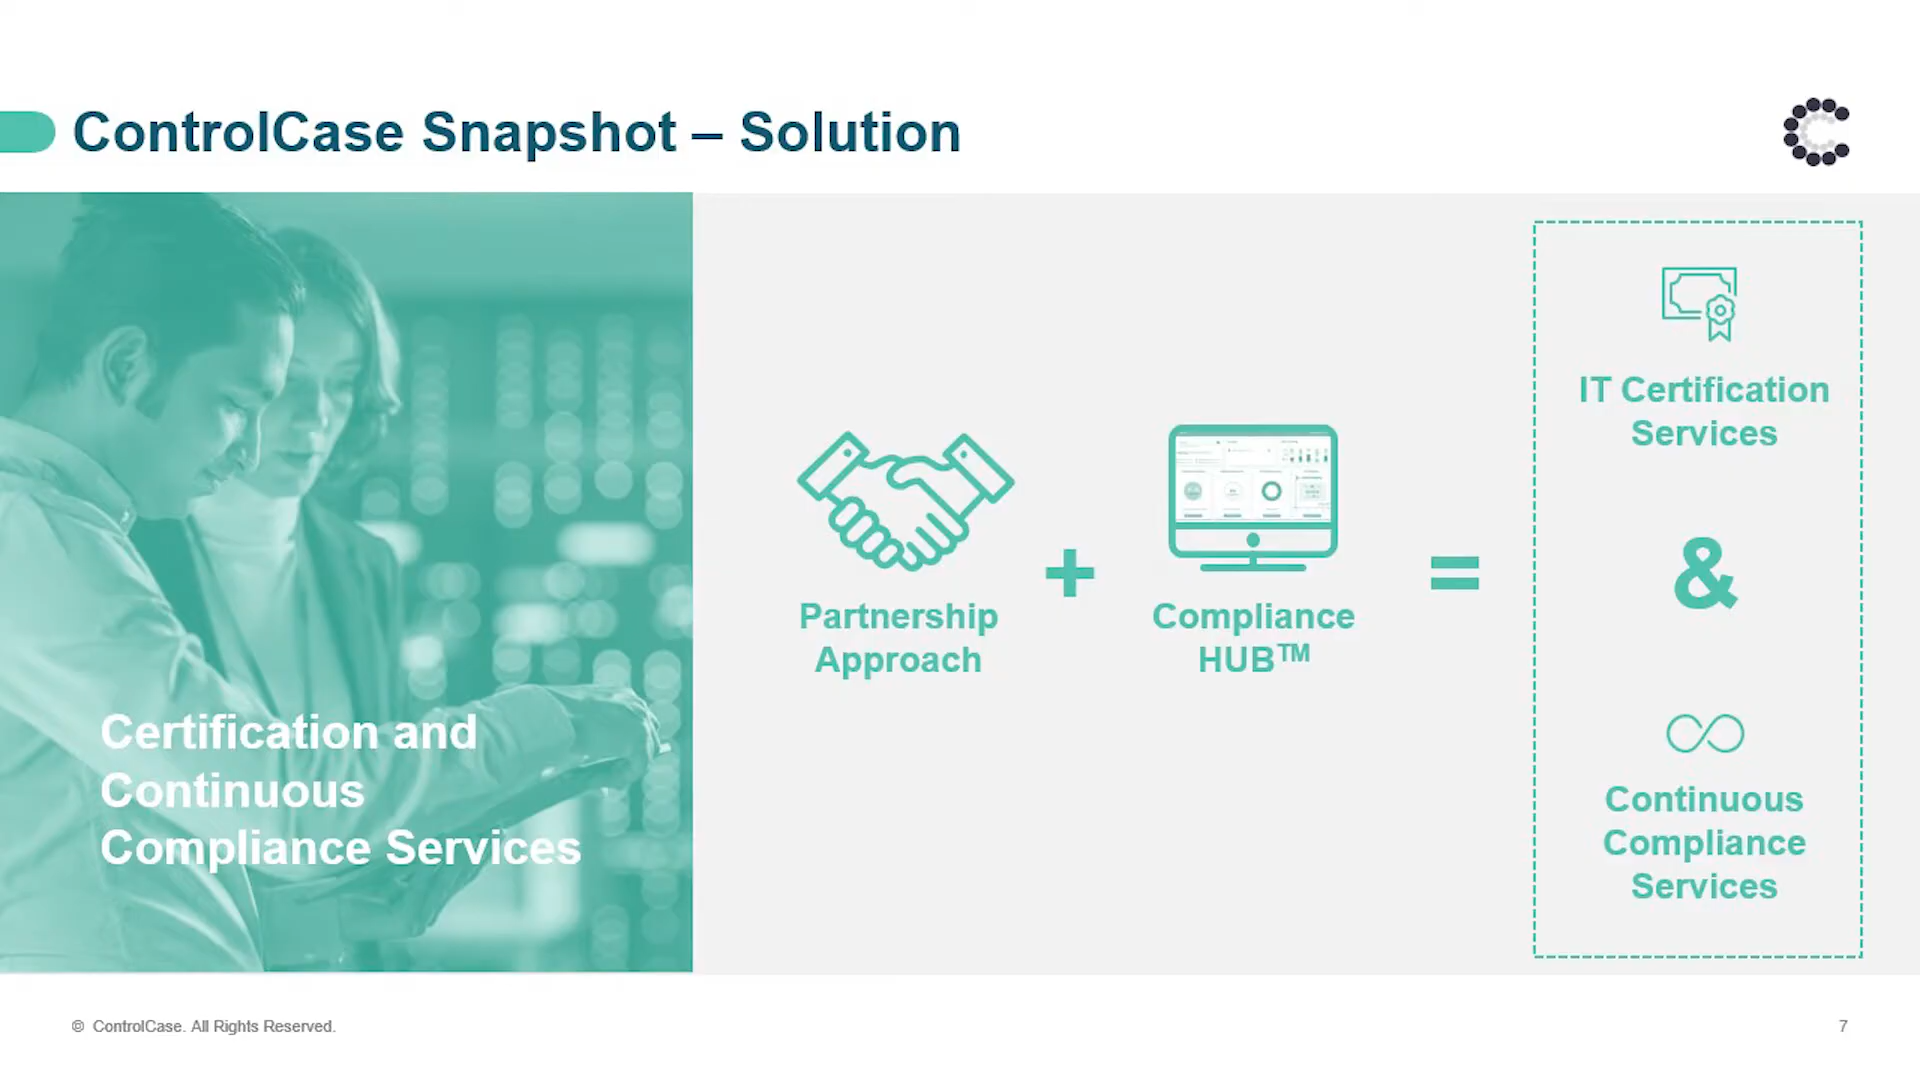 ControlCase Snapshot – Solution
Certification and
Continuous
Compliance Services
Partnership
Approach
+
Compliance
HUB™
=
IT Certification
Services
&
Continuous
Compliance
Services
© ControlCase. All Rights Reserved.
7